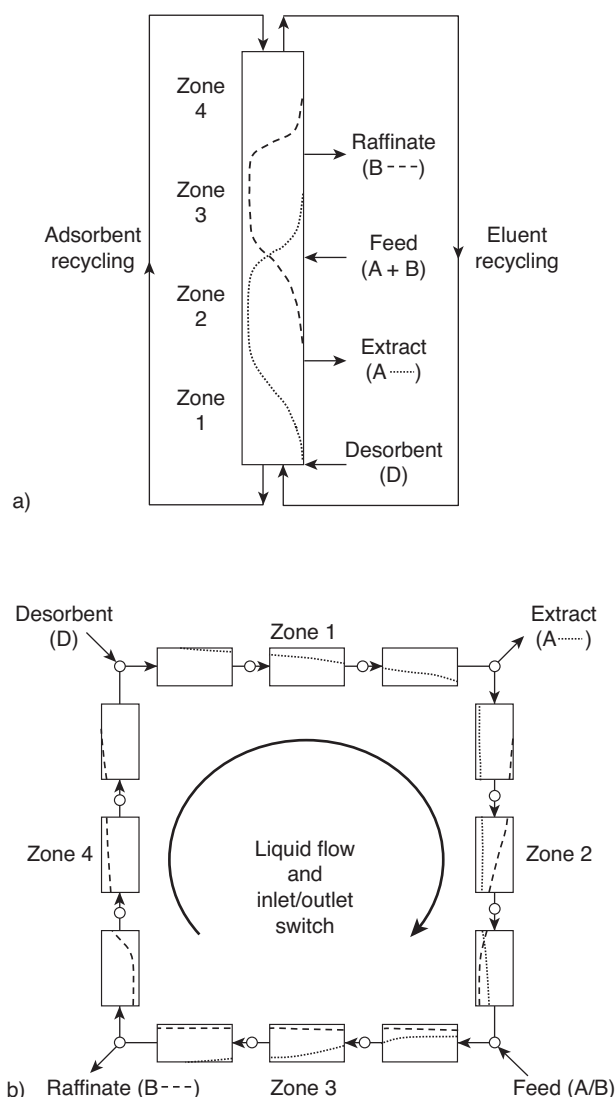 Zone
4
Raffinate
(B ---)
Zone
3
Adsorbent
recycling
Feed
(A + B)
Eluent
recycling
Zone
2
Extract
(A ......)
Zone
1
Desorbent
(D)
a)
Desorbent
(D)
Zone 1
Extract
(A ......)
Zone 4
Liquid flow
and
inlet/outlet
switch
Zone 2
b)
Raffinate (B ---)
Zone 3
Feed (A/B)